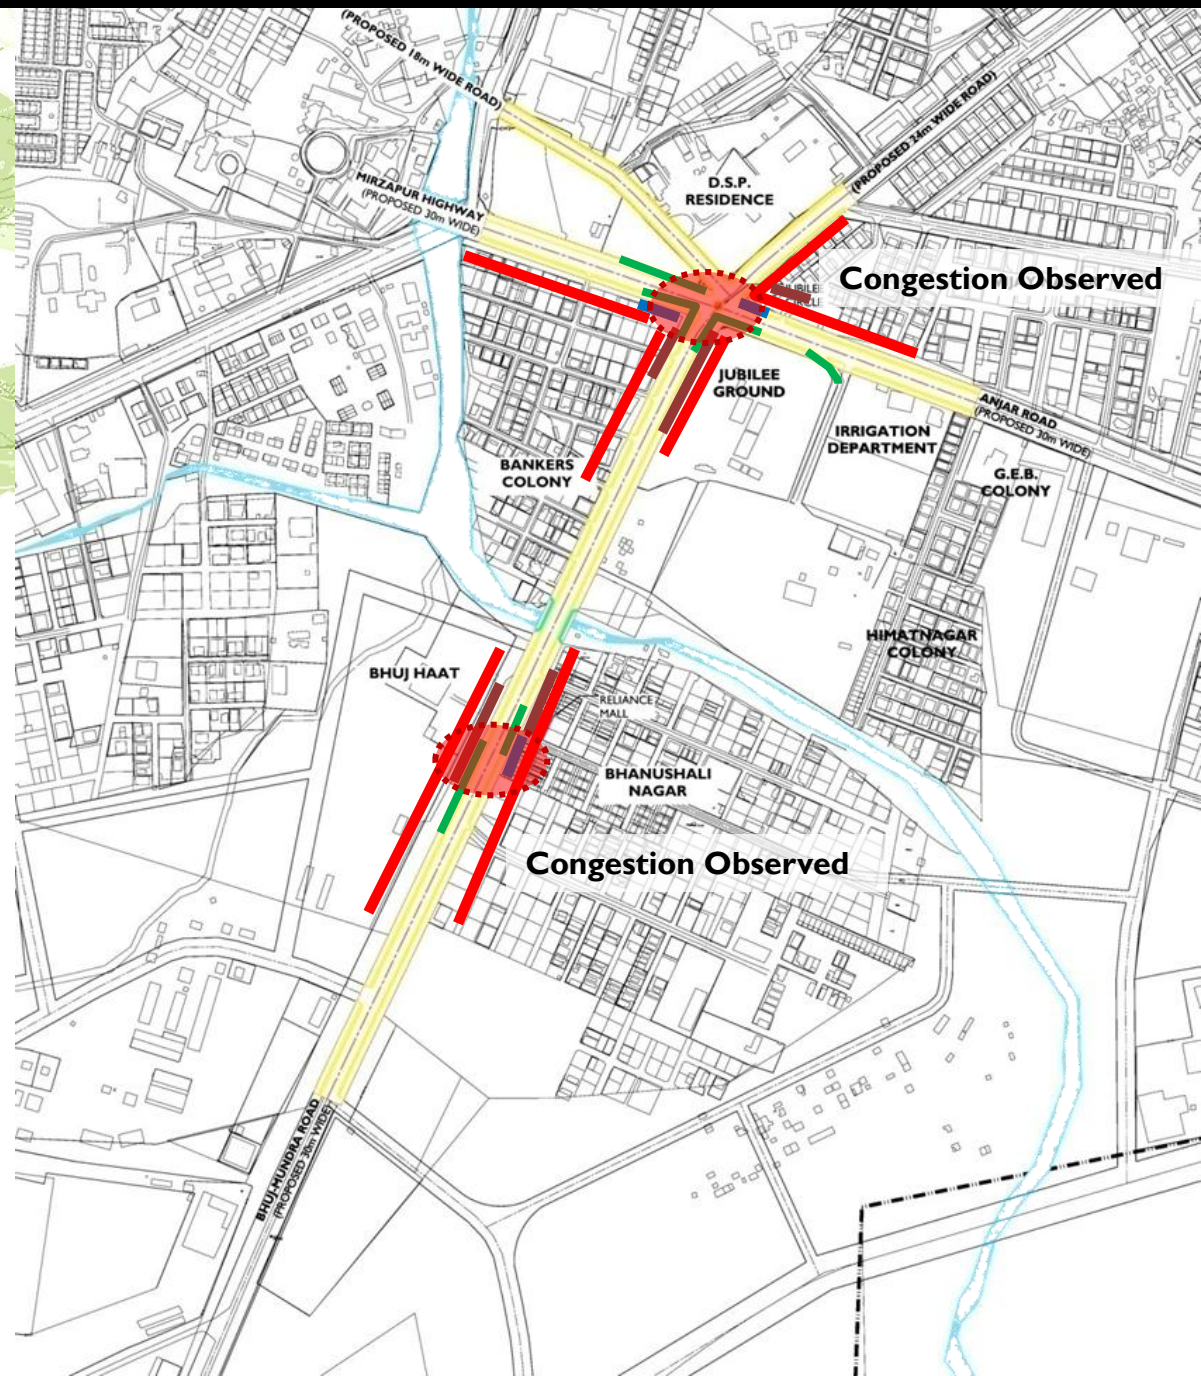 (PROPOSED 18m WIDE ROAD)
(PROPOSED 24m WIDE ROAD)
D.S.P.
RESIDENCE
MIRZAPUR HIGHWAY
(PROPOSED 30m WIDE)
Congestion Observed
JUBILEE
CIRCLE
JUBILEE
GROUND
ANJAR ROAD
(PROPOSED 30m WIDE)
IRRIGATION
DEPARTMENT
BANKERS
COLONY
G.E.B.
COLONY
HIMATNAGAR
COLONY
BHUJ HAAT
RELIANCE
MALL
BHANUSHALI
NAGAR
Congestion Observed
BHUJ-MUNDRA ROAD
(PROPOSED 30m WIDE)